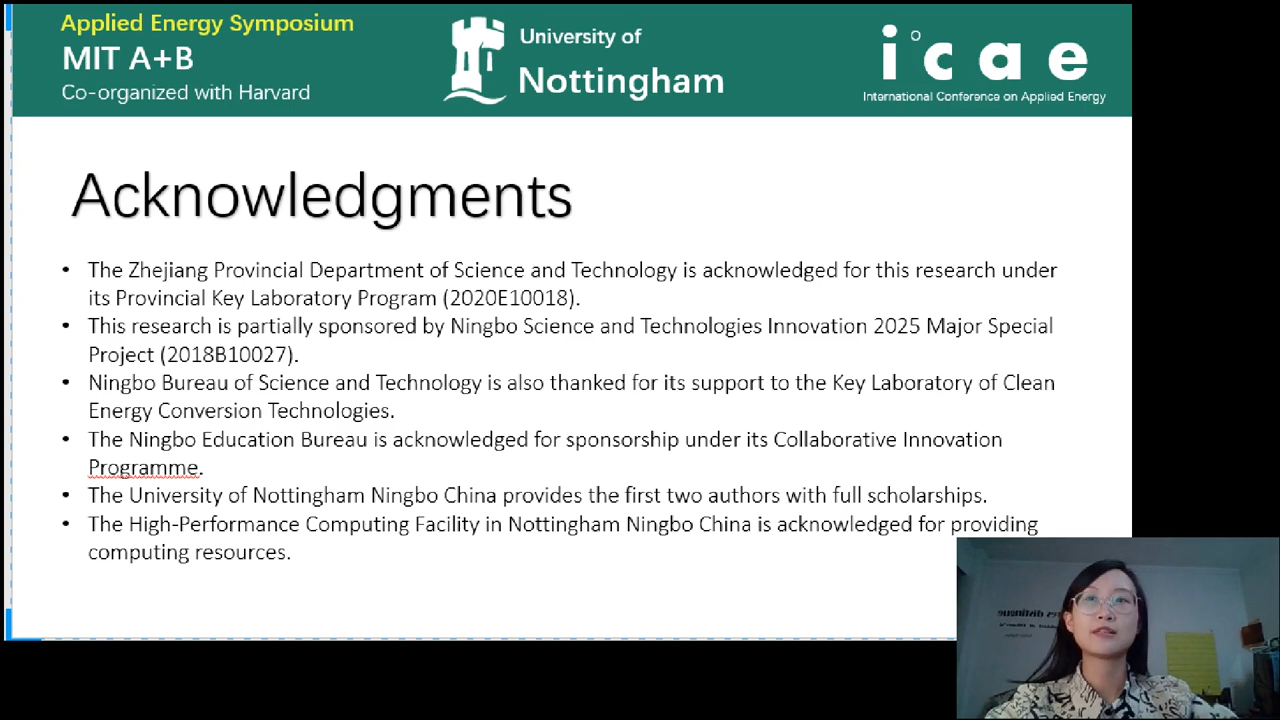 Applied Energy Symposium
MIT A+B
Co-organized with Harvard
University of
Nottingham
icae
International Conference on Applied Energy
Acknowledgments
• The Zhejiang Provincial Department of Science and Technology is acknowledged for this research under
its Provincial Key Laboratory Program (2020E10018).
• This research is partially sponsored by Ningbo Science and Technologies Innovation 2025 Major Special
Project (2018B10027).
• Ningbo Bureau of Science and Technology is also thanked for its support to the Key Laboratory of Clean
Energy Conversion Technologies.
• The Ningbo Education Bureau is acknowledged for sponsorship under its Collaborative Innovation
Programme.
• The University of Nottingham Ningbo China provides the first two authors with full scholarships.
• The High-Performance Computing Facility in Nottingham Ningbo China is acknowledged for providing
computing resources.